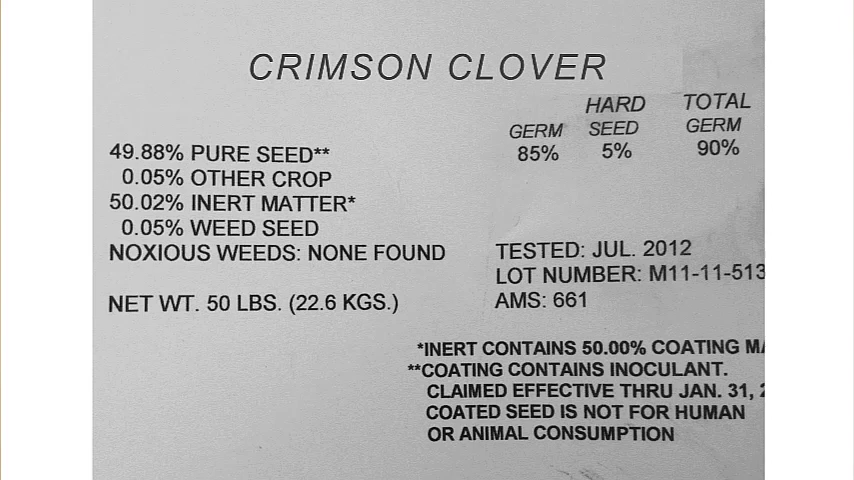 CRIMSON CLOVER
HARD TOTAL
GERM SEED GERM
49.88% PURE SEED** 85% 5% 90%
0.05% OTHER CROP
50.02% INERT MATTER*
0.05% WEED SEED
NOXIOUS WEEDS: NONE FOUND TESTED: JUL. 2012
LOT NUMBER: M11-11-513
NET WT. 50 LBS. (22.6 KGS.) AMS: 661
*INERT CONTAINS 50.00% COATING
**COATING CONTAINS INOCULANT.
CLAIMED EFFECTIVE THRU JAN. 31,
COATED SEED IS NOT FOR HUMAN
OR ANIMAL CONSUMPTION